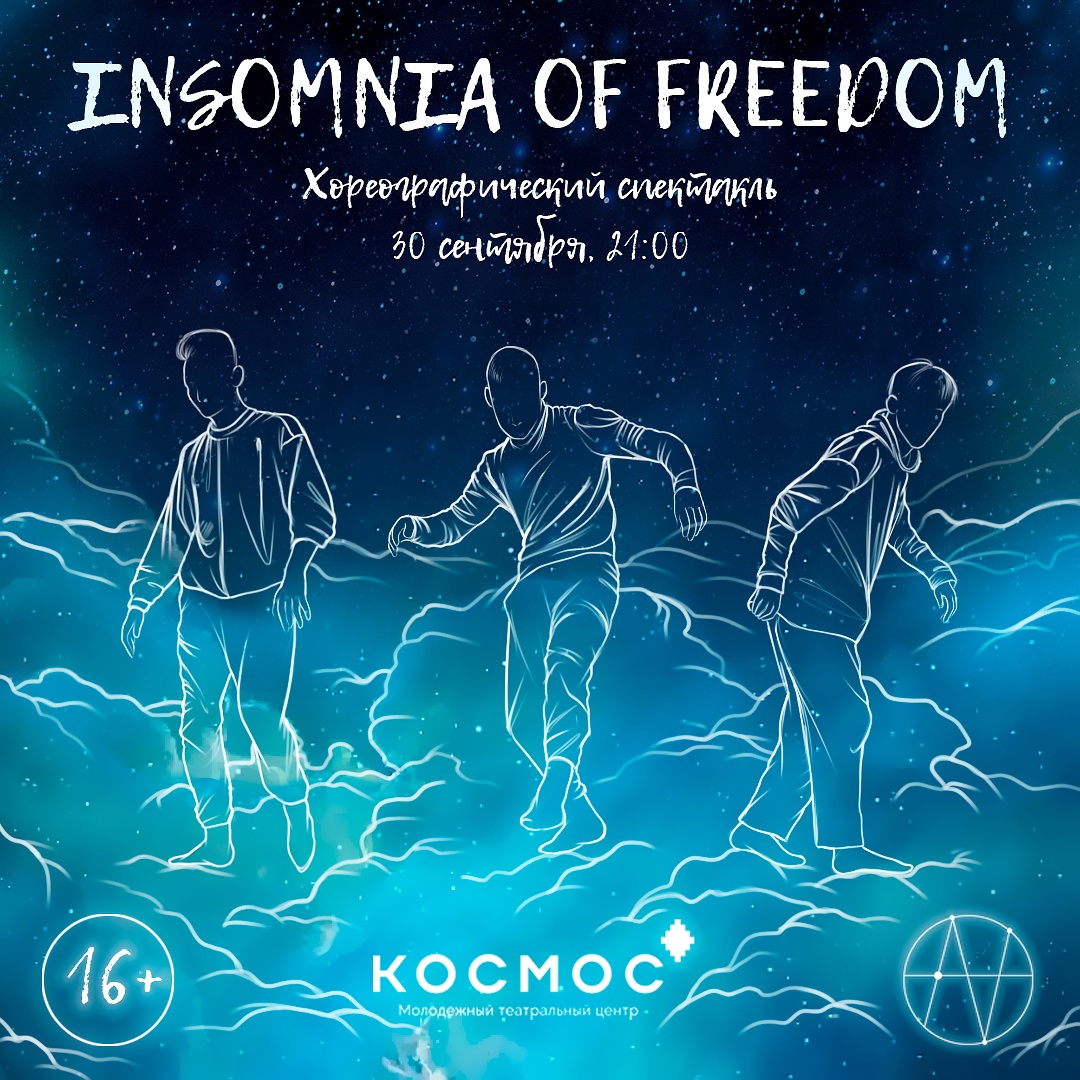 INSOMNIA OF FREEDOM
Хореографический спектакль
30 сентября, 21:00
16+
КОСМОС
Молодежный театральный центр